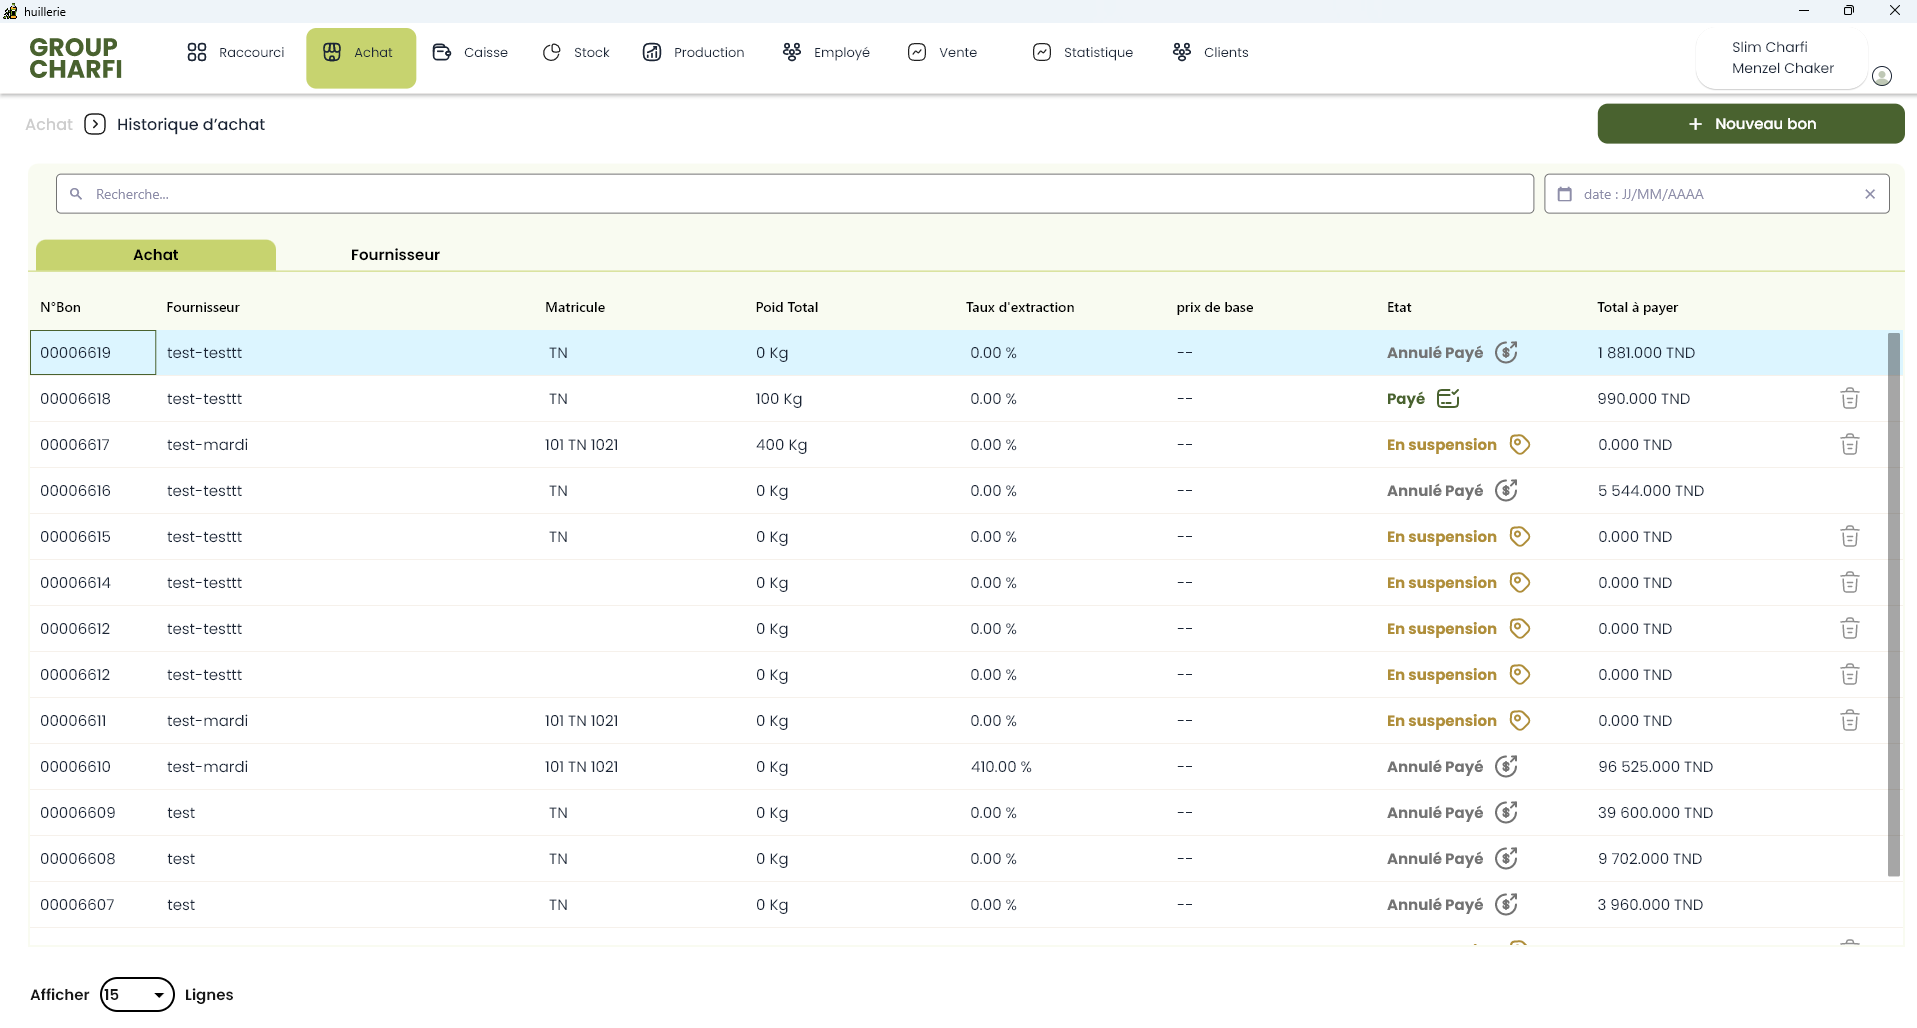 huillerie
GROUP CHARFI
Raccourci
Achat
Caisse
Stock
Production
Employé
Vente
Statistique
Clients
Slim Charfi
Menzel Chaker
Achat Historique d’achat
+ Nouveau bon
Recherche...
date : JJ/MM/AAAA
Achat Fournisseur
N°Bon Fournisseur Matricule Poid Total Taux d'extraction prix de base Etat Total à payer
00006619 test-testtt TN 0 Kg 0.00 % -- Annulé Payé 1 881.000 TND
00006618 test-testtt TN 100 Kg 0.00 % -- Payé 990.000 TND
00006617 test-mardi 101 TN 1021 400 Kg 0.00 % -- En suspension 0.000 TND
00006616 test-testtt TN 0 Kg 0.00 % -- Annulé Payé 5 544.000 TND
00006615 test-testtt TN 0 Kg 0.00 % -- En suspension 0.000 TND
00006614 test-testtt 0 Kg 0.00 % -- En suspension 0.000 TND
00006612 test-testtt 0 Kg 0.00 % -- En suspension 0.000 TND
00006612 test-testtt 0 Kg 0.00 % -- En suspension 0.000 TND
00006611 test-mardi 101 TN 1021 0 Kg 0.00 % -- En suspension 0.000 TND
00006610 test-mardi 101 TN 1021 0 Kg 410.00 % -- Annulé Payé 96 525.000 TND
00006609 test TN 0 Kg 0.00 % -- Annulé Payé 39 600.000 TND
00006608 test TN 0 Kg 0.00 % -- Annulé Payé 9 702.000 TND
00006607 test TN 0 Kg 0.00 % -- Annulé Payé 3 960.000 TND
Afficher 15 Lignes